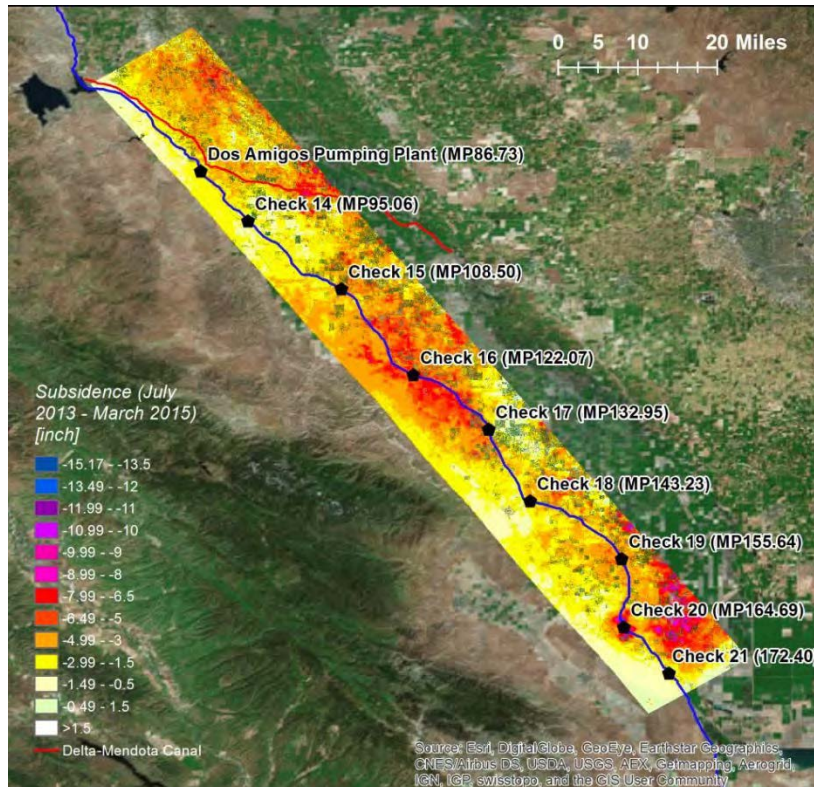 0 5 10 20 Miles
Dos Amigos Pumping Plant (MP86.73)
Check 14 (MP95.06)
Check 15 (MP108.50)
Check 16 (MP122.07)
Check 17 (MP132.95)
Check 18 (MP143.23)
Check 19 (MP155.64)
Check 20 (MP164.69)
Check 21 (172.40)
Subsidence (July
2013 - March 2015)
[inch]
-15.17 - -13.5
-13.49 - -12
-11.99 - -11
-10.99 - -10
-9.99 - -9
-8.99 - -8
-7.99 - -6.5
-6.49 - -5
-4.99 - -3
-2.99 - -1.5
-1.49 - -0.5
-0.49 - 1.5
>1.5
Delta-Mendota Canal
Source: Esri, DigitalGlobe, GeoEye, Earthstar Geographics,
CNES/Airbus DS, USDA, USGS, AEX, Getmapping, Aerogrid,
IGN, IGP, swisstopo, and the GIS User Community